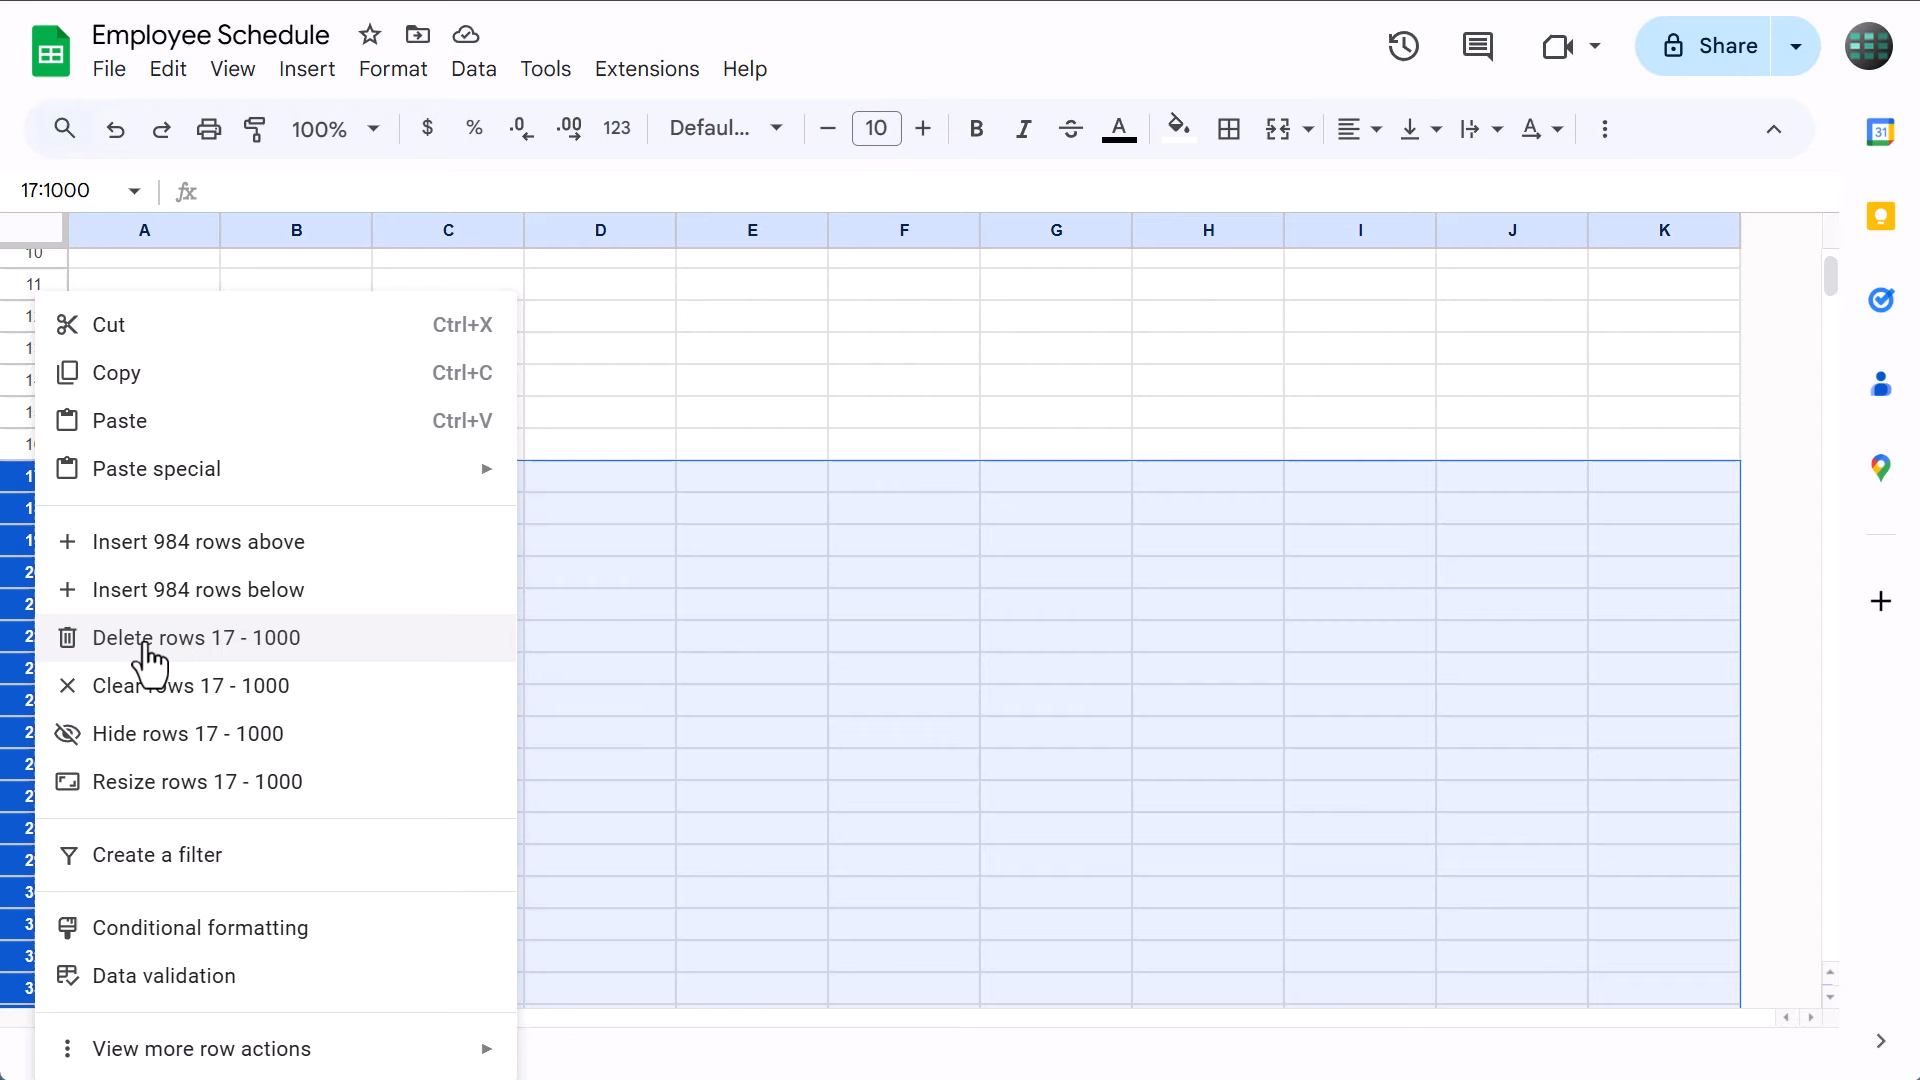 Employee Schedule
File Edit View Insert Format Data Tools Extensions Help
Share
100% $ % .0 .00 123 Defaul... 10 B I A
31
17:1000 fx
A B C D E F G H I J K
10
11
Cut Ctrl+X
Copy Ctrl+C
Paste Ctrl+V
Paste special
Insert 984 rows above
Insert 984 rows below
Delete rows 17 - 1000
Clear rows 17 - 1000
Hide rows 17 - 1000
Resize rows 17 - 1000
Create a filter
Conditional formatting
Data validation
View more row actions